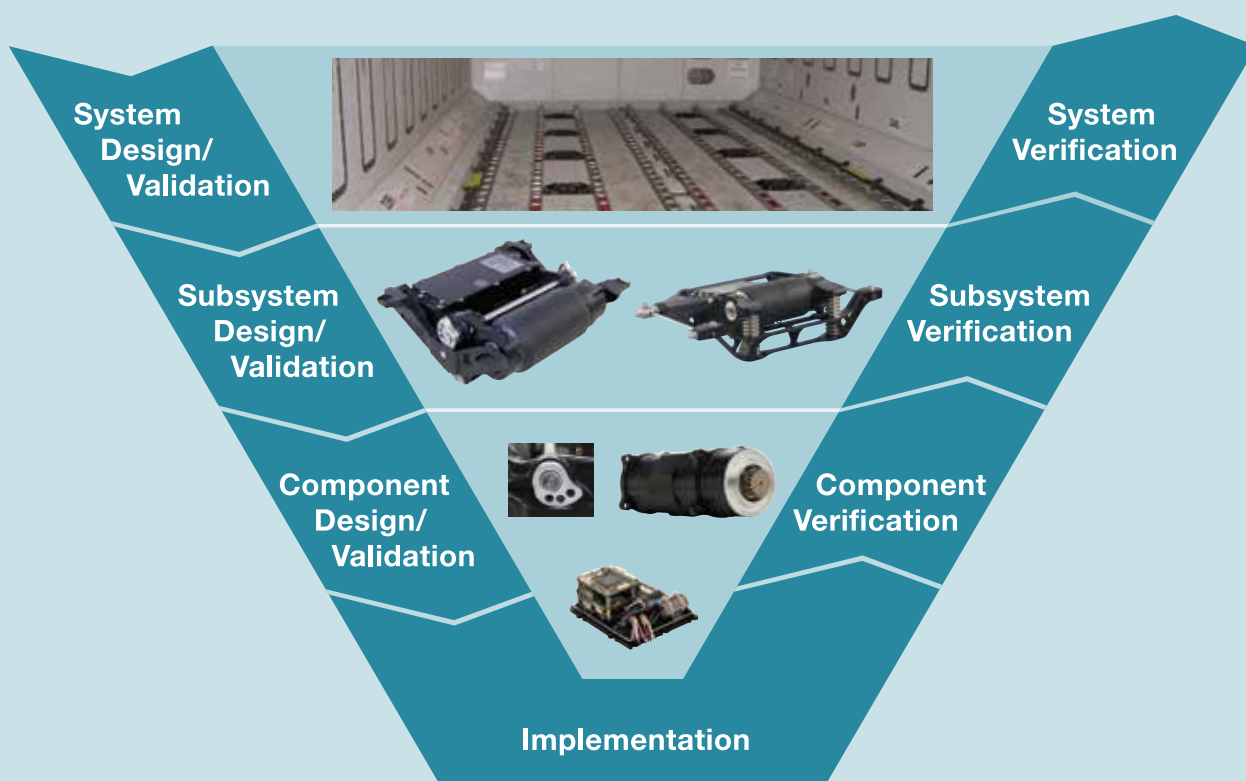 System
Design/
Validation
Subsystem
Design/
Validation
Component
Design/
Validation
Implementation
Component
Verification
Subsystem
Verification
System
Verification